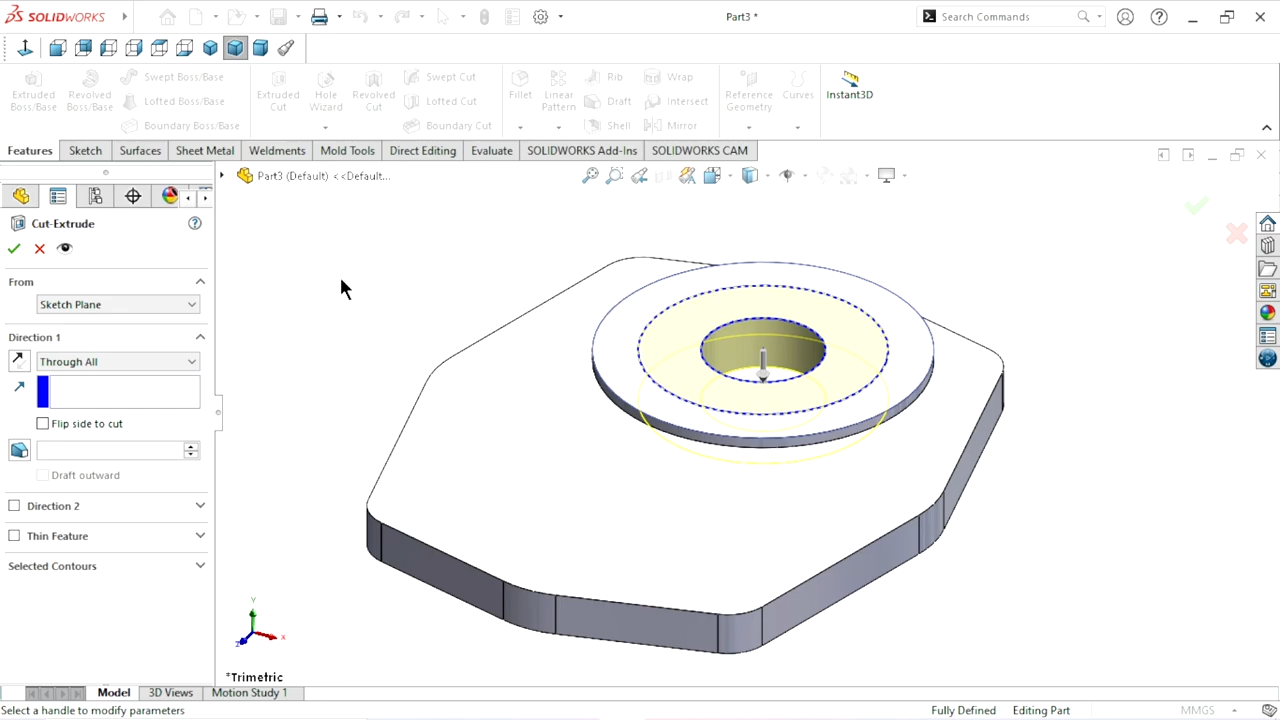 SOLIDWORKS
Part3 *
Search Commands
Extruded Boss/Base
Revolved Boss/Base
Swept Boss/Base
Lofted Boss/Base
Boundary Boss/Base
Extruded Cut
Hole Wizard
Revolved Cut
Swept Cut
Lofted Cut
Boundary Cut
Fillet
Linear Pattern
Rib
Draft
Shell
Wrap
Intersect
Mirror
Reference Geometry
Curves
Instant3D
Features
Sketch
Surfaces
Sheet Metal
Weldments
Mold Tools
Direct Editing
Evaluate
SOLIDWORKS Add-Ins
SOLIDWORKS CAM
Part3 (Default) <<Default...
Cut-Extrude
From
Sketch Plane
Direction 1
Through All
Flip side to cut
Draft outward
Direction 2
Thin Feature
Selected Contours
Y
X
Z
*Trimetric
Model
3D Views
Motion Study 1
Select a handle to modify parameters
Fully Defined
Editing Part
MMGS